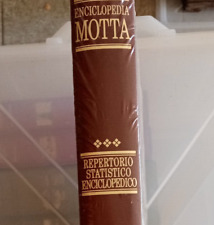 ENCICLOPEDIA
MOTTA
REPERTORIO
STATISTICO
ENCICLOPEDICO